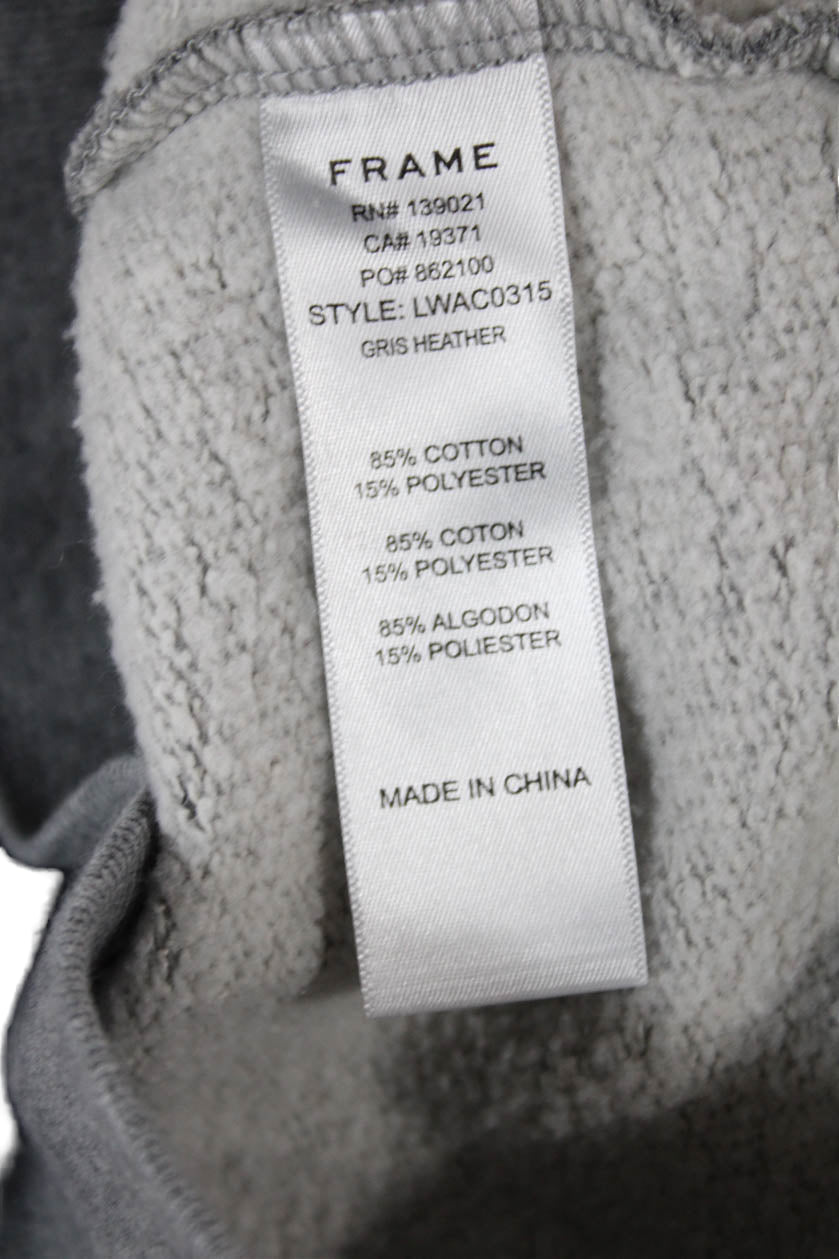 FRAME
RN# 139021
CA# 19371
PO# 862100
STYLE: LWAC0315
GRIS HEATHER
85% COTTON
15% POLYESTER
85% COTON
15% POLYESTER
85% ALGODON
15% POLIESTER
MADE IN CHINA